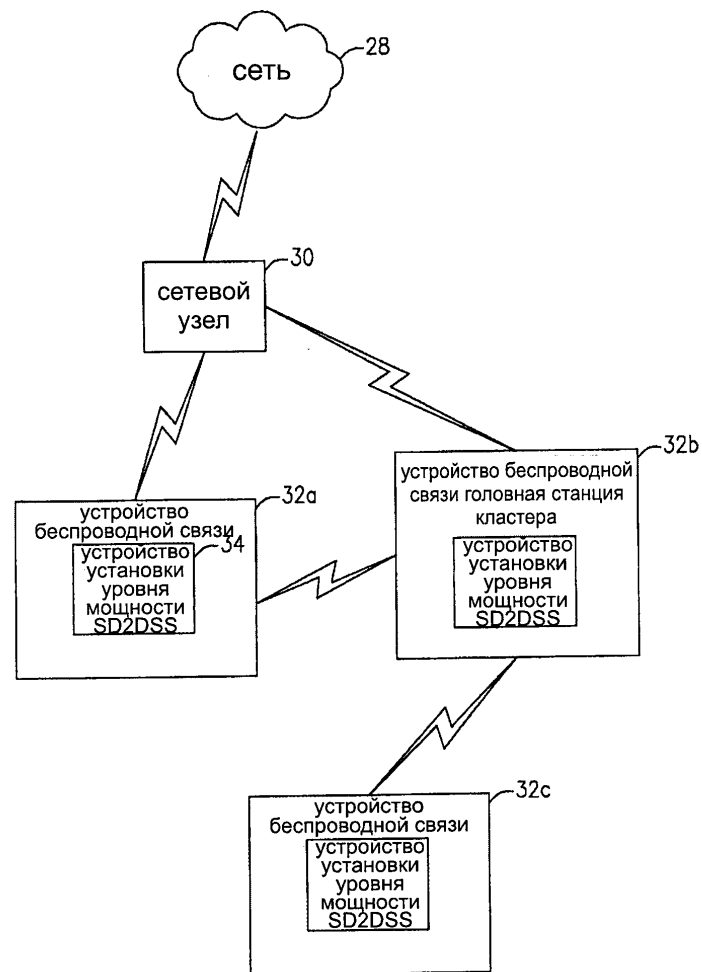 сеть
28
30
сетевой
узел
32a
устройство
беспроводной связи
34
устройство
установки
уровня
мощности
SD2DSS
32b
устройство беспроводной
связи головная станция
кластера
устройство
установки
уровня
мощности
SD2DSS
32c
устройство
беспроводной связи
устройство
установки
уровня
мощности
SD2DSS